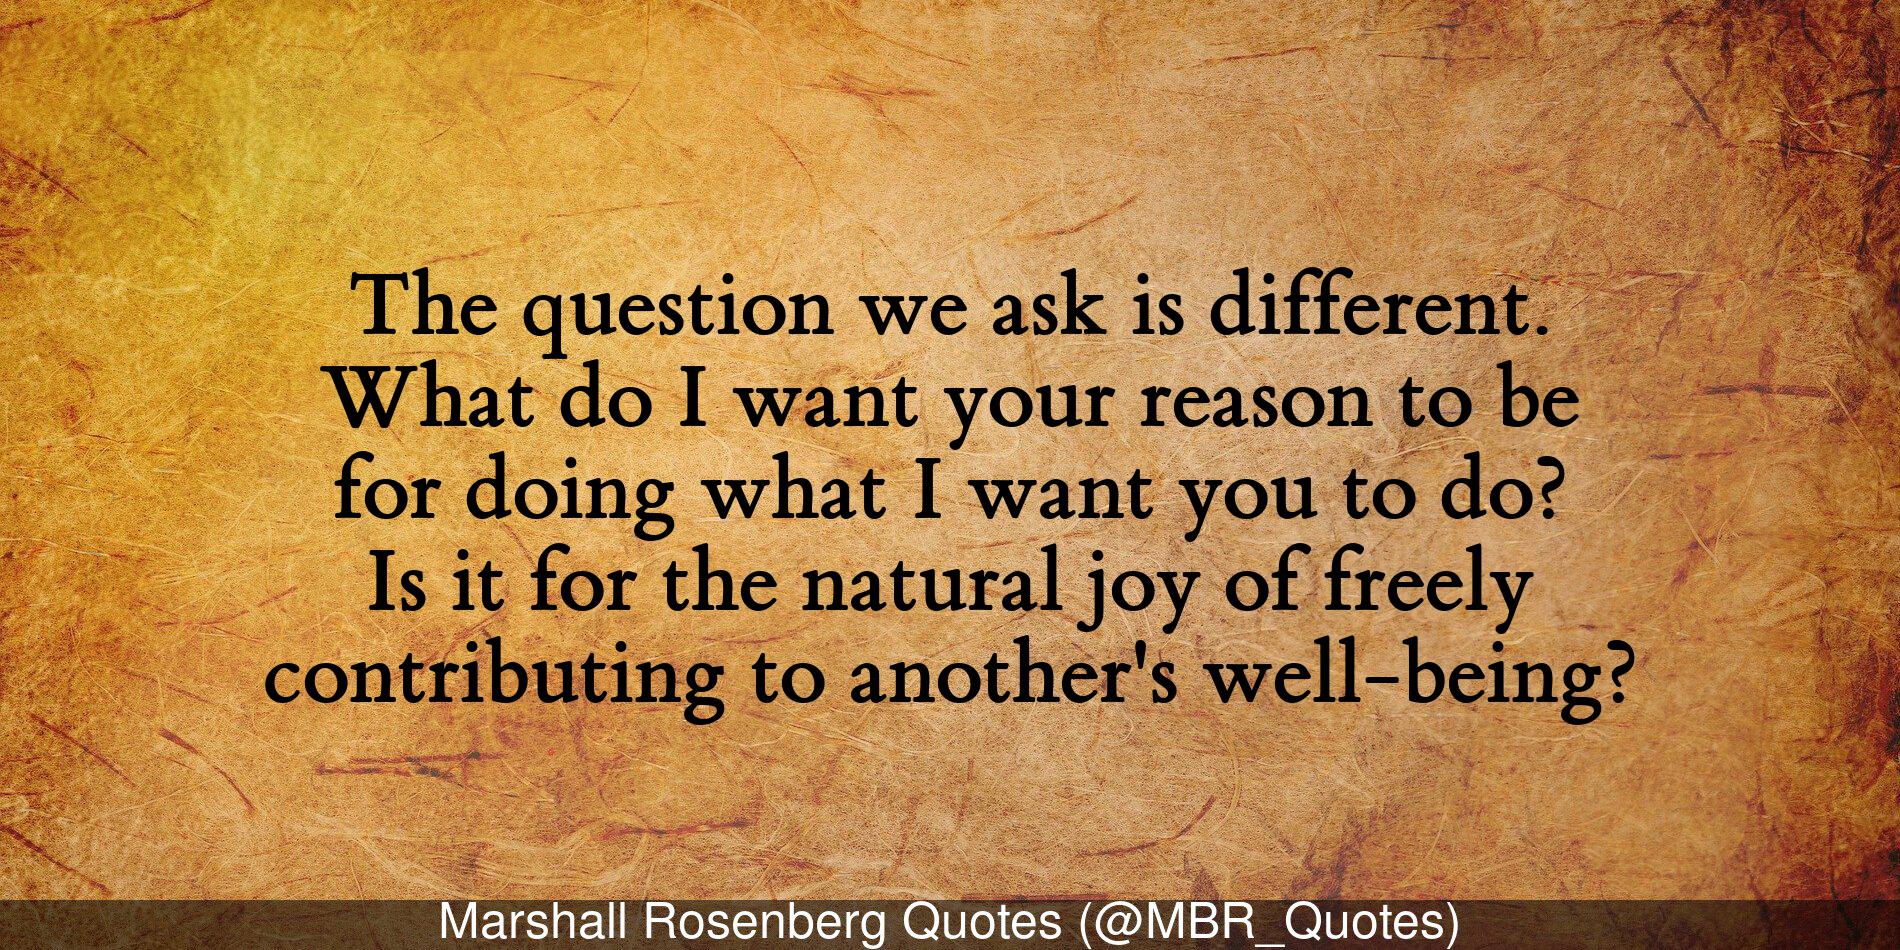 The question we ask is different.
What do I want your reason to be
for doing what I want you to do?
Is it for the natural joy of freely
contributing to another's well-being?
Marshall Rosenberg Quotes (@MBR_Quotes)